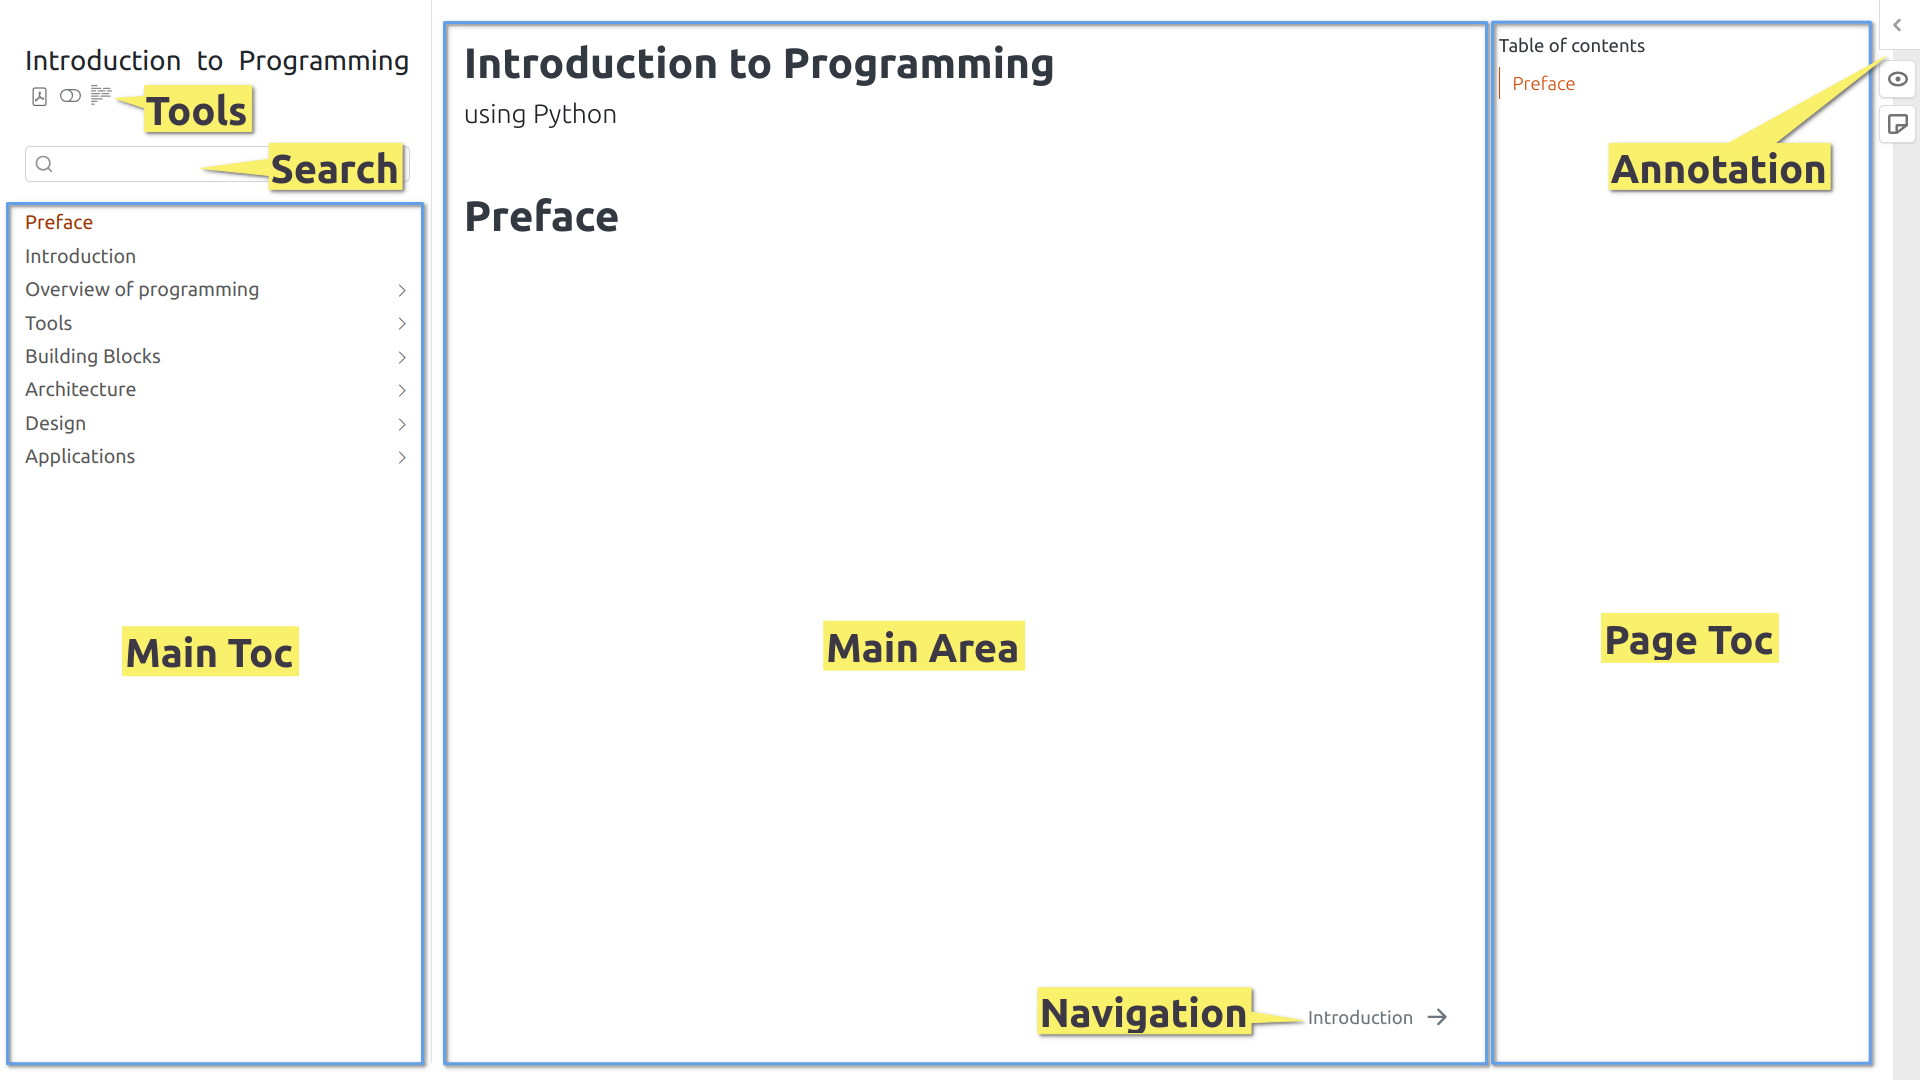 Introduction to Programming
Tools
Search
Preface
Introduction
Overview of programming
Tools
Building Blocks
Architecture
Design
Applications
Main Toc
Introduction to Programming
using Python
Preface
Main Area
Navigation
Introduction
Table of contents
Preface
Annotation
Page Toc